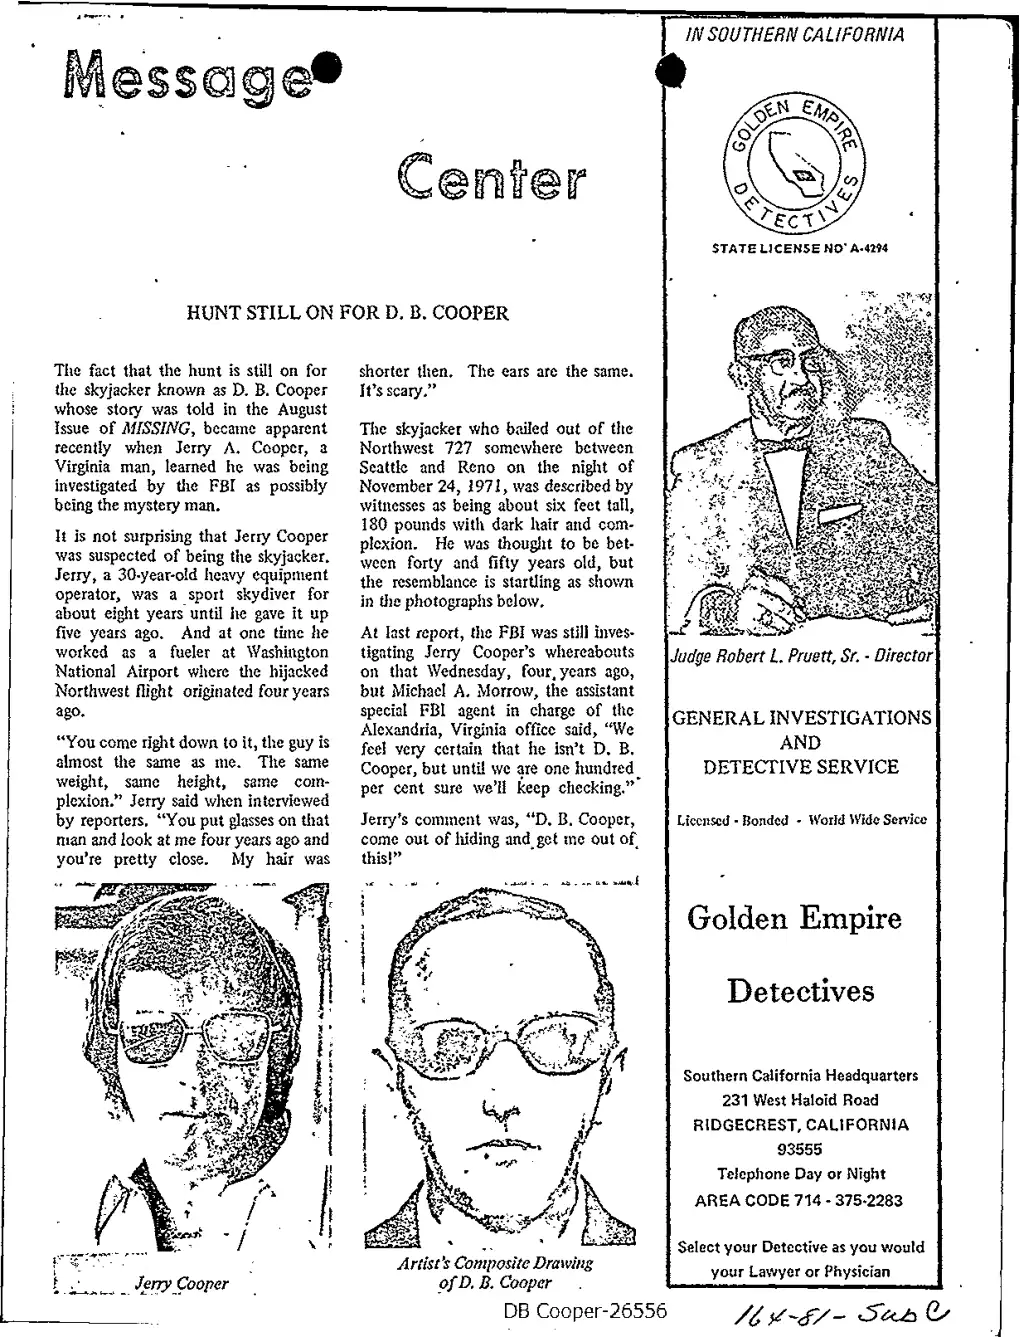 Message
Center
HUNT STILL ON FOR D. B. COOPER
The fact that the hunt is still on for
the skyjacker known as D. B. Cooper
whose story was told in the August
Issue of MISSING, became apparent
recently when Jerry A. Cooper, a
Virginia man, learned he was being
investigated by the FBI as possibly
being the mystery man.
It is not surprising that Jerry Cooper
was suspected of being the skyjacker.
Jerry, a 30-year-old heavy equipment
operator, was a sport skydiver for
about eight years until he gave it up
five years ago. And at one time he
worked as a fueler at Washington
National Airport where the hijacked
Northwest flight originated four years
ago.
"You come right down to it, the guy is
almost the same as me. The same
weight, same height, same com-
plexion." Jerry said when interviewed
by reporters. "You put glasses on that
man and look at me four years ago and
you're pretty close. My hair was
shorter then. The ears are the same.
It's scary."
The skyjacker who bailed out of the
Northwest 727 somewhere between
Seattle and Reno on the night of
November 24, 1971, was described by
witnesses as being about six feet tall,
180 pounds with dark hair and com-
plexion. He was thought to be bet-
ween forty and fifty years old, but
the resemblance is startling as shown
in the photographs below.
At last report, the FBI was still inves-
tigating Jerry Cooper's whereabouts
on that Wednesday, four years ago,
but Michael A. Morrow, the assistant
special FBI agent in charge of the
Alexandria, Virginia office said, "We
feel very certain that he isn't D. B.
Cooper, but until we are one hundred
per cent sure we'll keep checking."
Jerry's comment was, "D. B. Cooper,
come out of hiding and get me out of
this!"
Jerry Cooper
Artist's Composite Drawing
of D. B. Cooper
IN SOUTHERN CALIFORNIA
GOLDEN EMPIRE
DETECTIVES
STATE LICENSE NO' A-4294
Judge Robert L. Pruett, Sr. - Director
GENERAL INVESTIGATIONS
AND
DETECTIVE SERVICE
Licensed - Bonded - World Wide Service
Golden Empire
Detectives
Southern California Headquarters
231 West Haloid Road
RIDGECREST, CALIFORNIA
93555
Telephone Day or Night
AREA CODE 714 - 375-2283
Select your Detective as you would
your Lawyer or Physician
DB Cooper-26556
164-81- Sub C